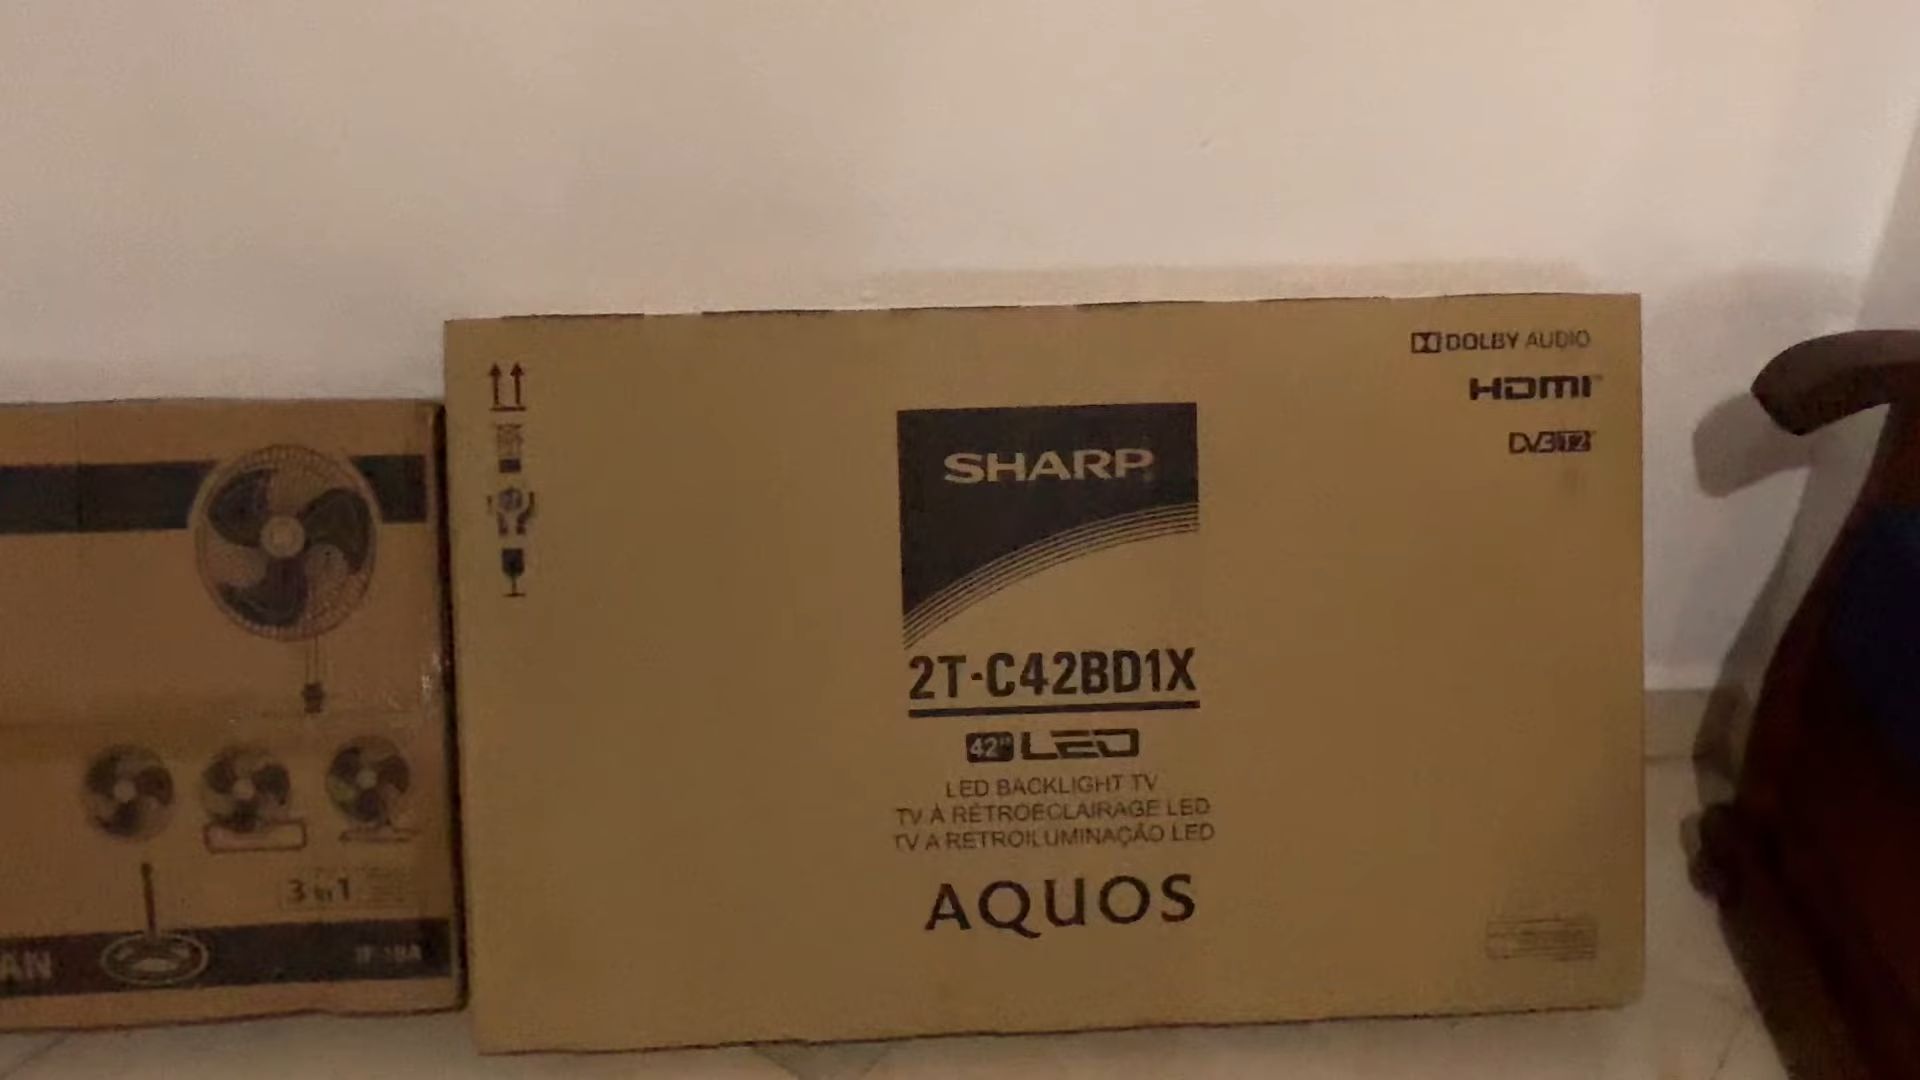 DOLBY AUDIO
HDMI
DVB T2
SHARP
2T-C42BD1X
42" LED
LED BACKLIGHT TV
TV À RÉTROÉCLAIRAGE LED
TV A RETROILUMINAÇÃO LED
AQUOS
3 in 1
AN